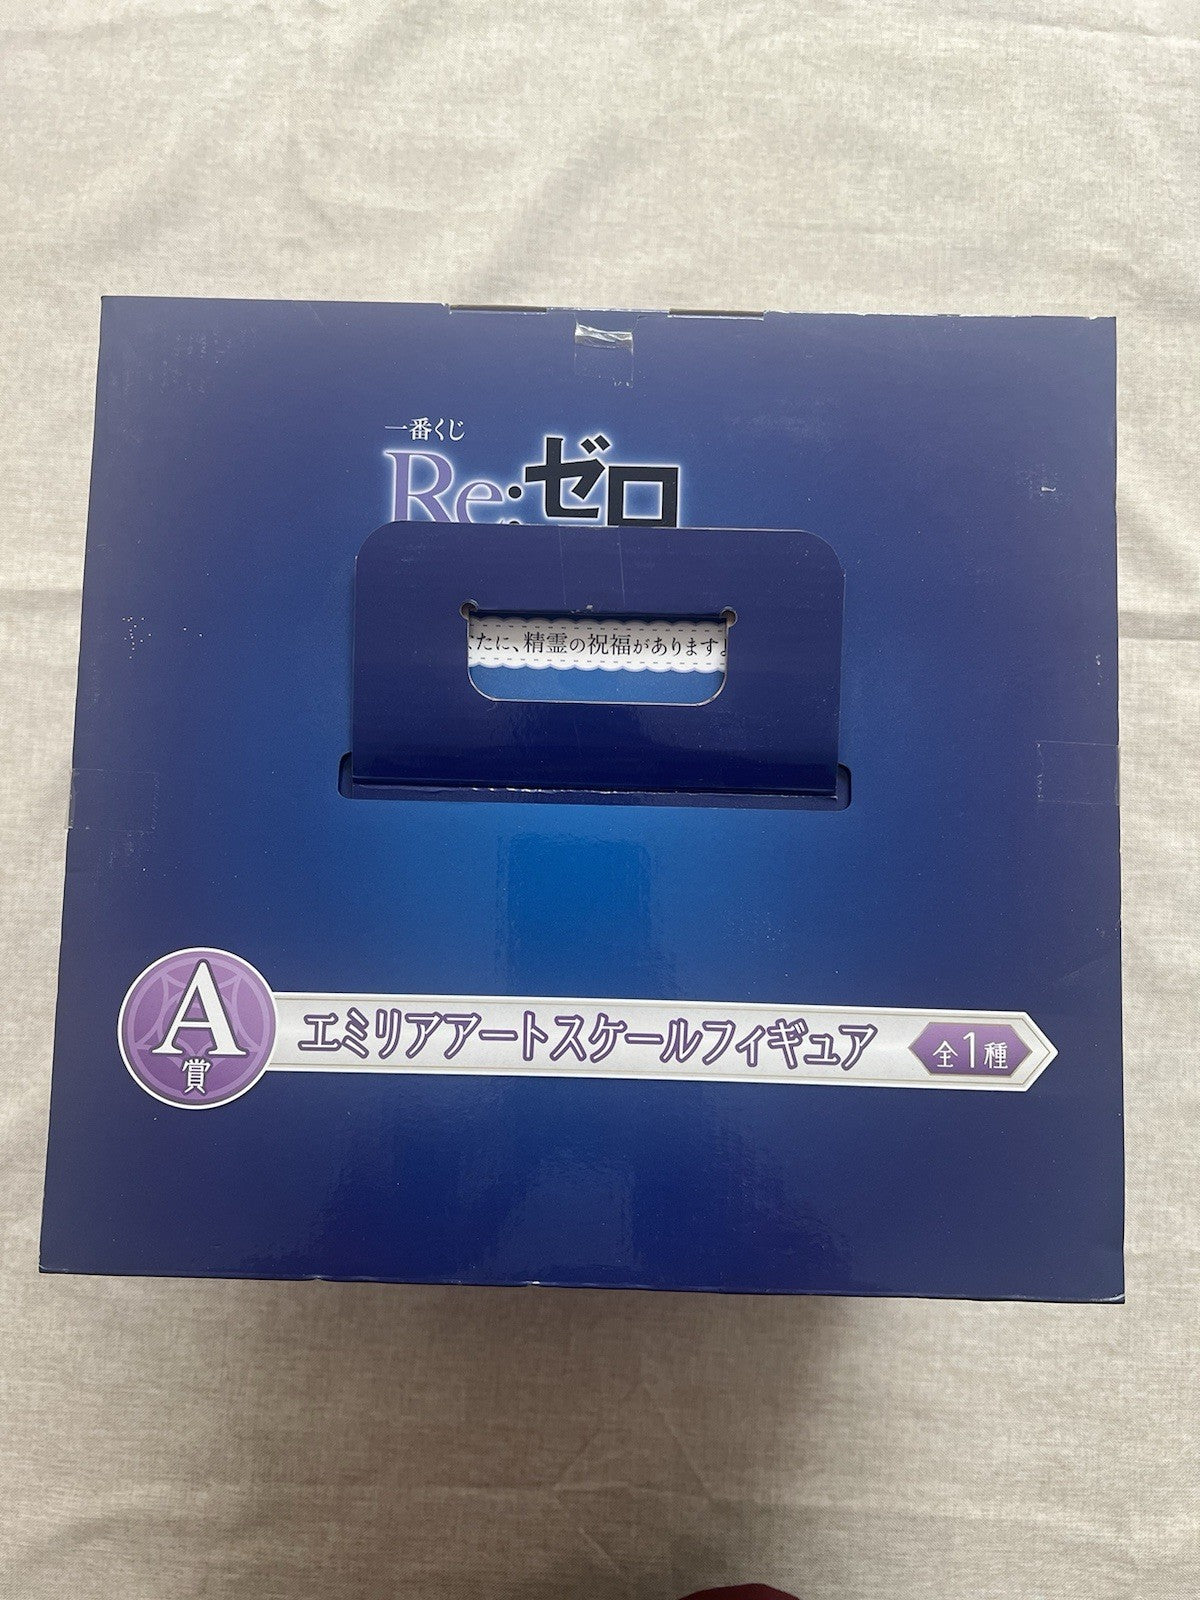 一番くじ
Re:ゼロ
たに、精霊の祝福があります
A賞
エミリアアートスケールフィギュア
全1種